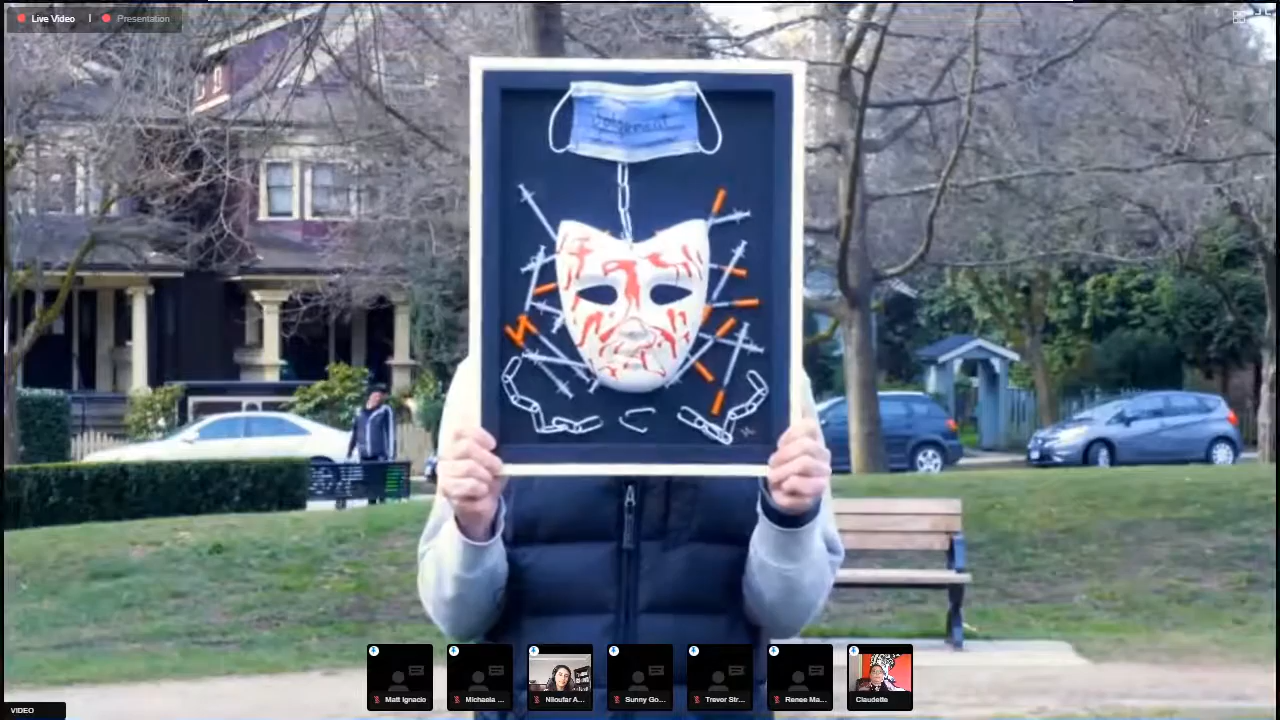 Live Video | Presentation
Matt Ignacio
Michaela ...
Niloufar A...
Sunny Go...
Trevor Str...
Renee Ma...
Claudette
VIDEO